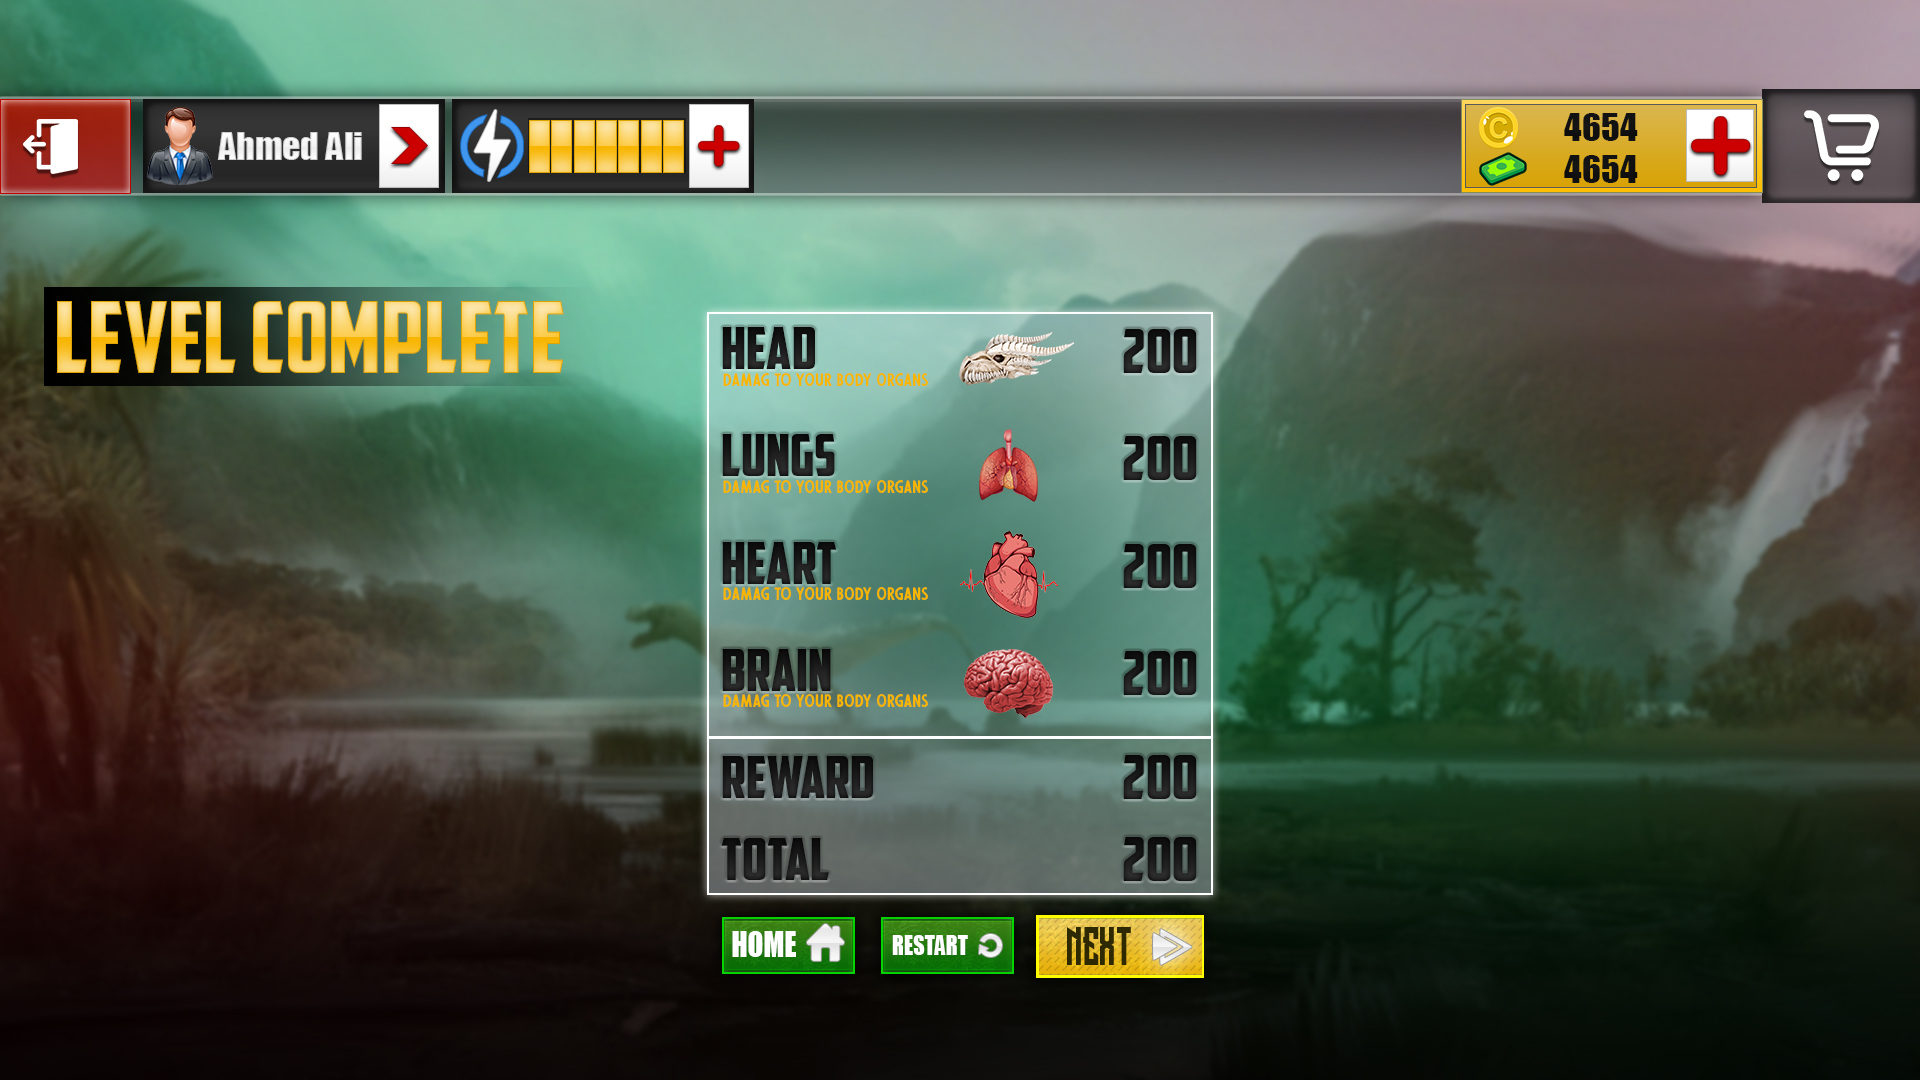 Ahmed Ali
4654
4654
LEVEL COMPLETE
HEAD 200
DAMAG TO YOUR BODY ORGANS
LUNGS 200
DAMAG TO YOUR BODY ORGANS
HEART 200
DAMAG TO YOUR BODY ORGANS
BRAIN 200
DAMAG TO YOUR BODY ORGANS
REWARD 200
TOTAL 200
HOME RESTART NEXT